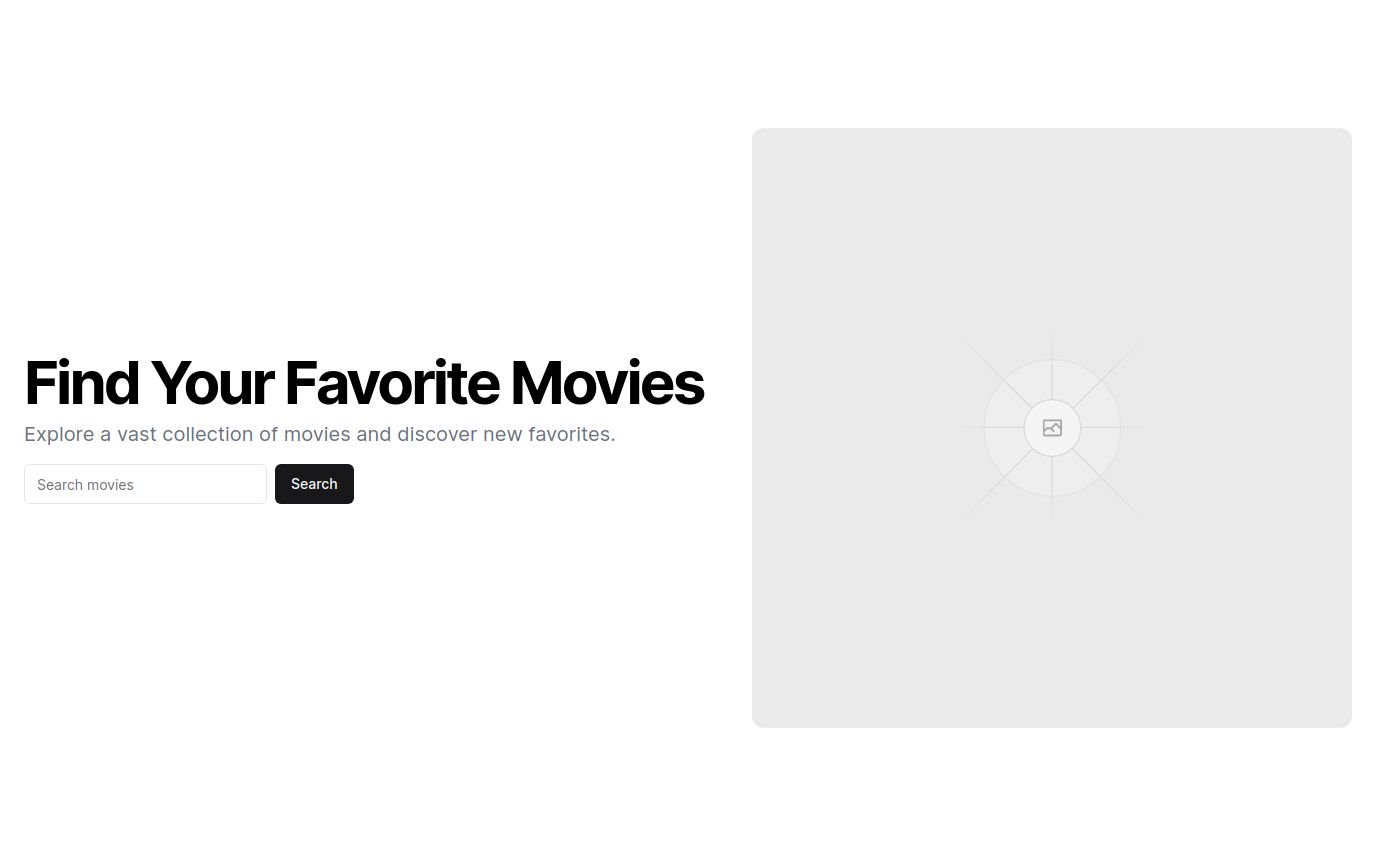 Find Your Favorite Movies
Explore a vast collection of movies and discover new favorites.
Search movies
Search